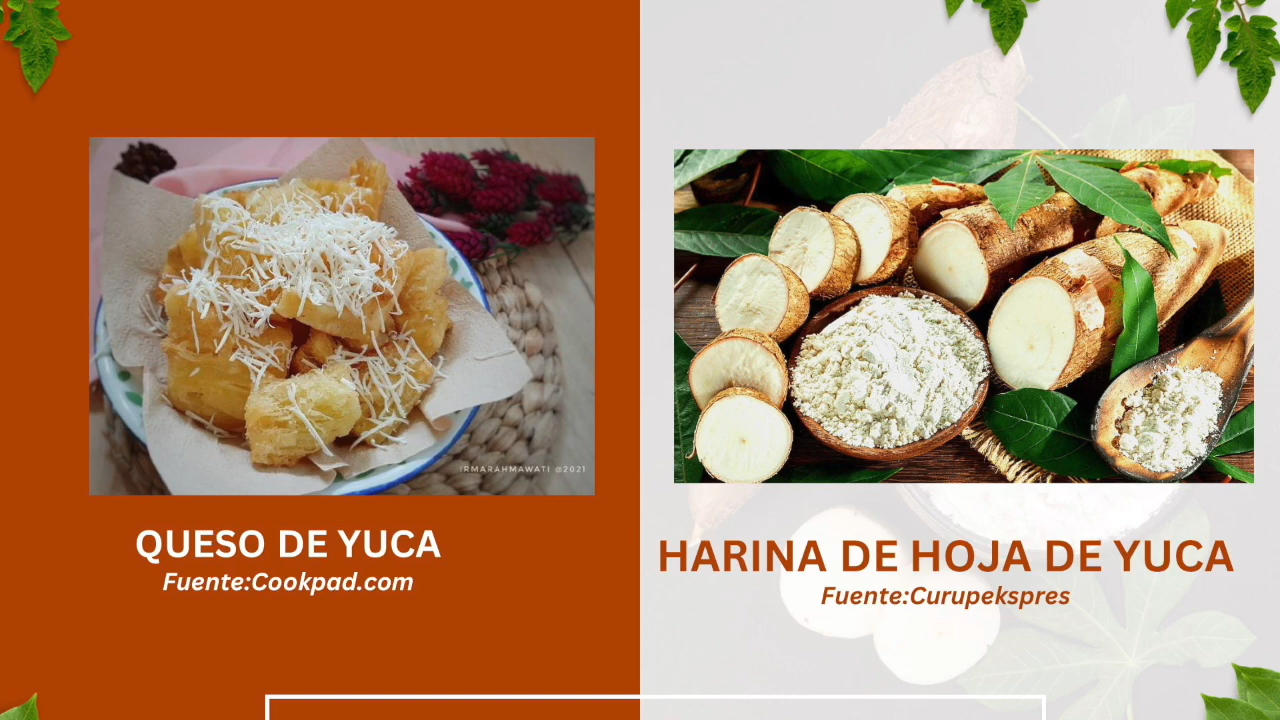 IRMARAHMAWATI @2021
QUESO DE YUCA
Fuente:Cookpad.com
HARINA DE HOJA DE YUCA
Fuente:Curupekspres